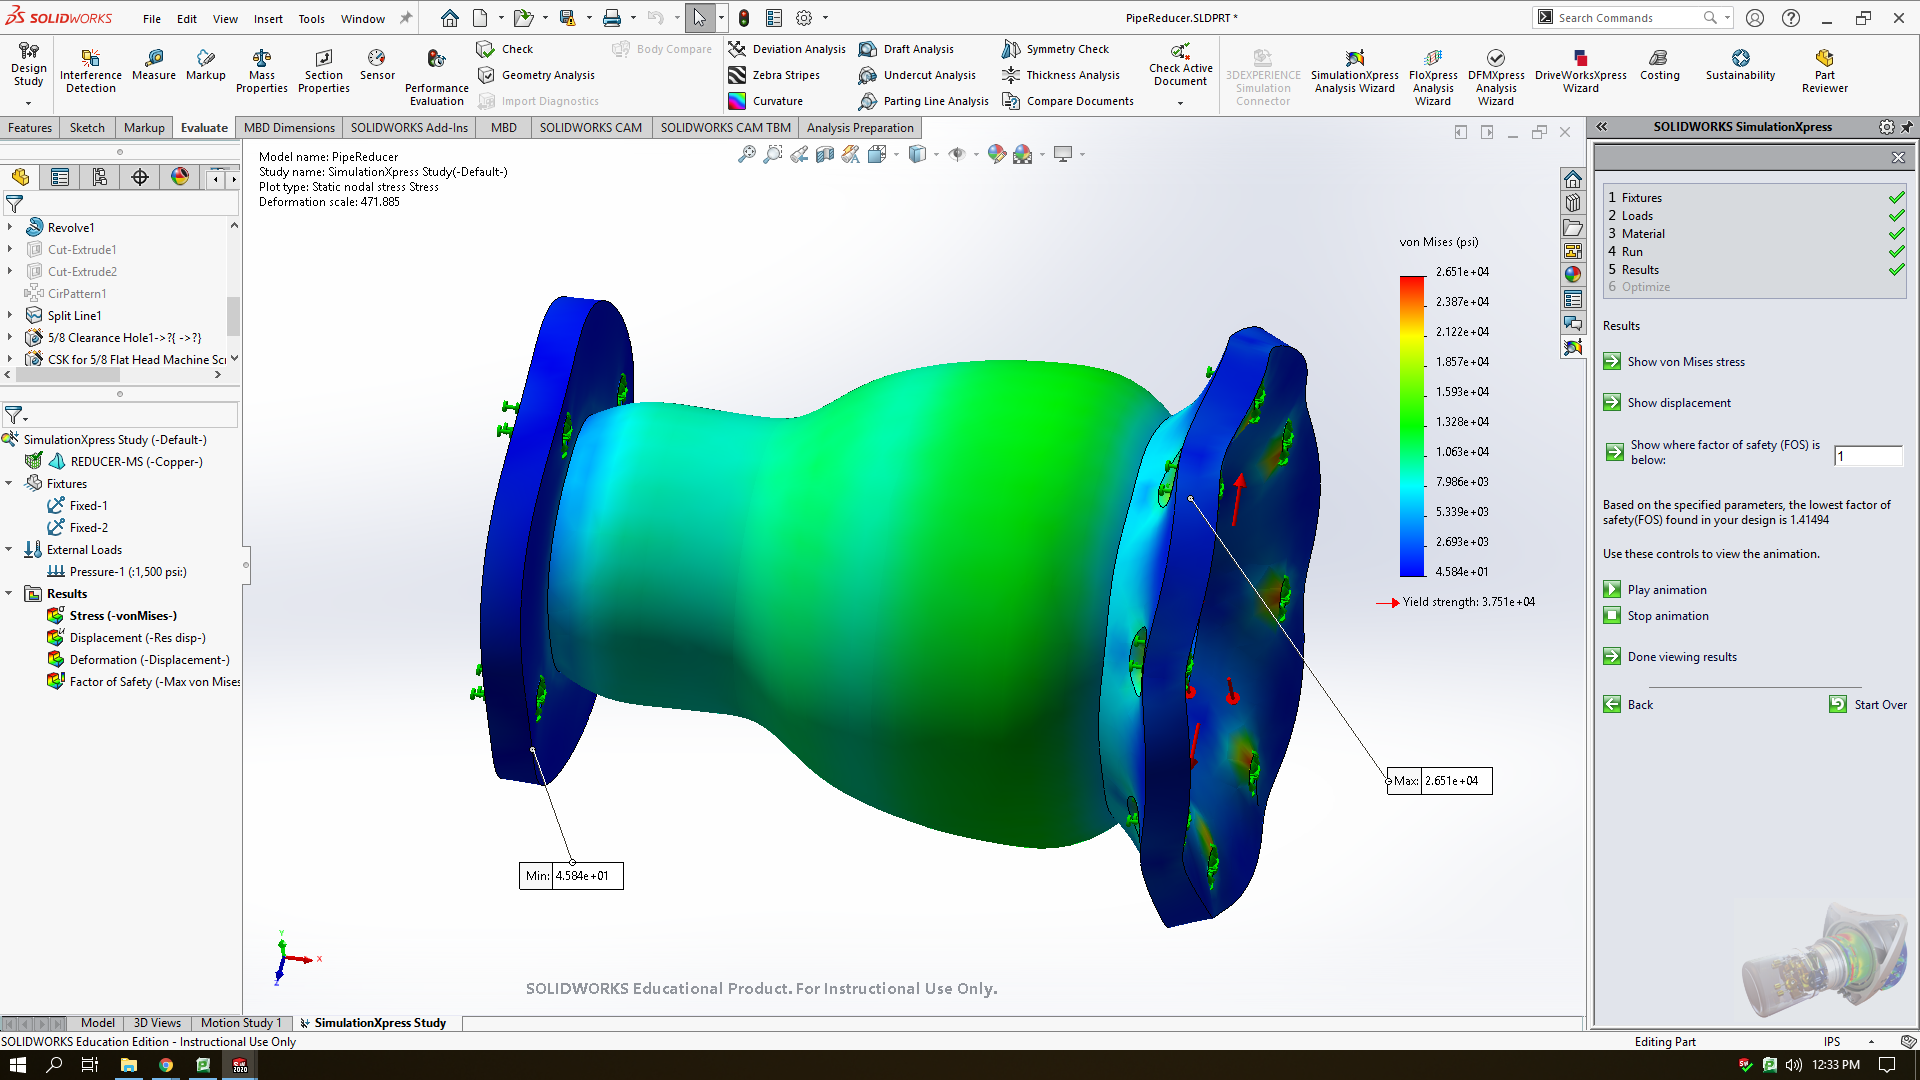 SOLIDWORKS
File Edit View Insert Tools Window
PipeReducer.SLDPRT *
Search Commands
Design Study
Interference Detection
Measure
Markup
Mass Properties
Section Properties
Sensor
Performance Evaluation
Check
Geometry Analysis
Import Diagnostics
Body Compare
Deviation Analysis
Zebra Stripes
Curvature
Draft Analysis
Undercut Analysis
Parting Line Analysis
Symmetry Check
Thickness Analysis
Compare Documents
Check Active Document
3DEXPERIENCE Simulation Connector
SimulationXpress Analysis Wizard
FloXpress Analysis Wizard
DFMXpress Analysis Wizard
DriveWorksXpress Wizard
Costing
Sustainability
Part Reviewer
Features Sketch Markup Evaluate MBD Dimensions SOLIDWORKS Add-Ins MBD SOLIDWORKS CAM SOLIDWORKS CAM TBM Analysis Preparation
Revolve1
Cut-Extrude1
Cut-Extrude2
CirPattern1
Split Line1
5/8 Clearance Hole1->?{ ->?}
CSK for 5/8 Flat Head Machine Scr
SimulationXpress Study (-Default-)
REDUCER-MS (-Copper-)
Fixtures
Fixed-1
Fixed-2
External Loads
Pressure-1 (:1,500 psi:)
Results
Stress (-vonMises-)
Displacement (-Res disp-)
Deformation (-Displacement-)
Factor of Safety (-Max von Mises
Model name: PipeReducer
Study name: SimulationXpress Study(-Default-)
Plot type: Static nodal stress Stress
Deformation scale: 471.885
von Mises (psi)
2.651e+04
2.387e+04
2.122e+04
1.857e+04
1.593e+04
1.328e+04
1.063e+04
7.986e+03
5.339e+03
2.693e+03
4.584e+01
Yield strength: 3.751e+04
Max: 2.651e+04
Min: 4.584e+01
Y
X
Z
SOLIDWORKS Educational Product. For Instructional Use Only.
SOLIDWORKS SimulationXpress
1 Fixtures
2 Loads
3 Material
4 Run
5 Results
6 Optimize
Results
Show von Mises stress
Show displacement
Show where factor of safety (FOS) is
below:
1
Based on the specified parameters, the lowest factor of
safety(FOS) found in your design is 1.41494
Use these controls to view the animation.
Play animation
Stop animation
Done viewing results
Back
Start Over
Model 3D Views Motion Study 1 SimulationXpress Study
SOLIDWORKS Education Edition - Instructional Use Only
Editing Part
IPS
12:33 PM